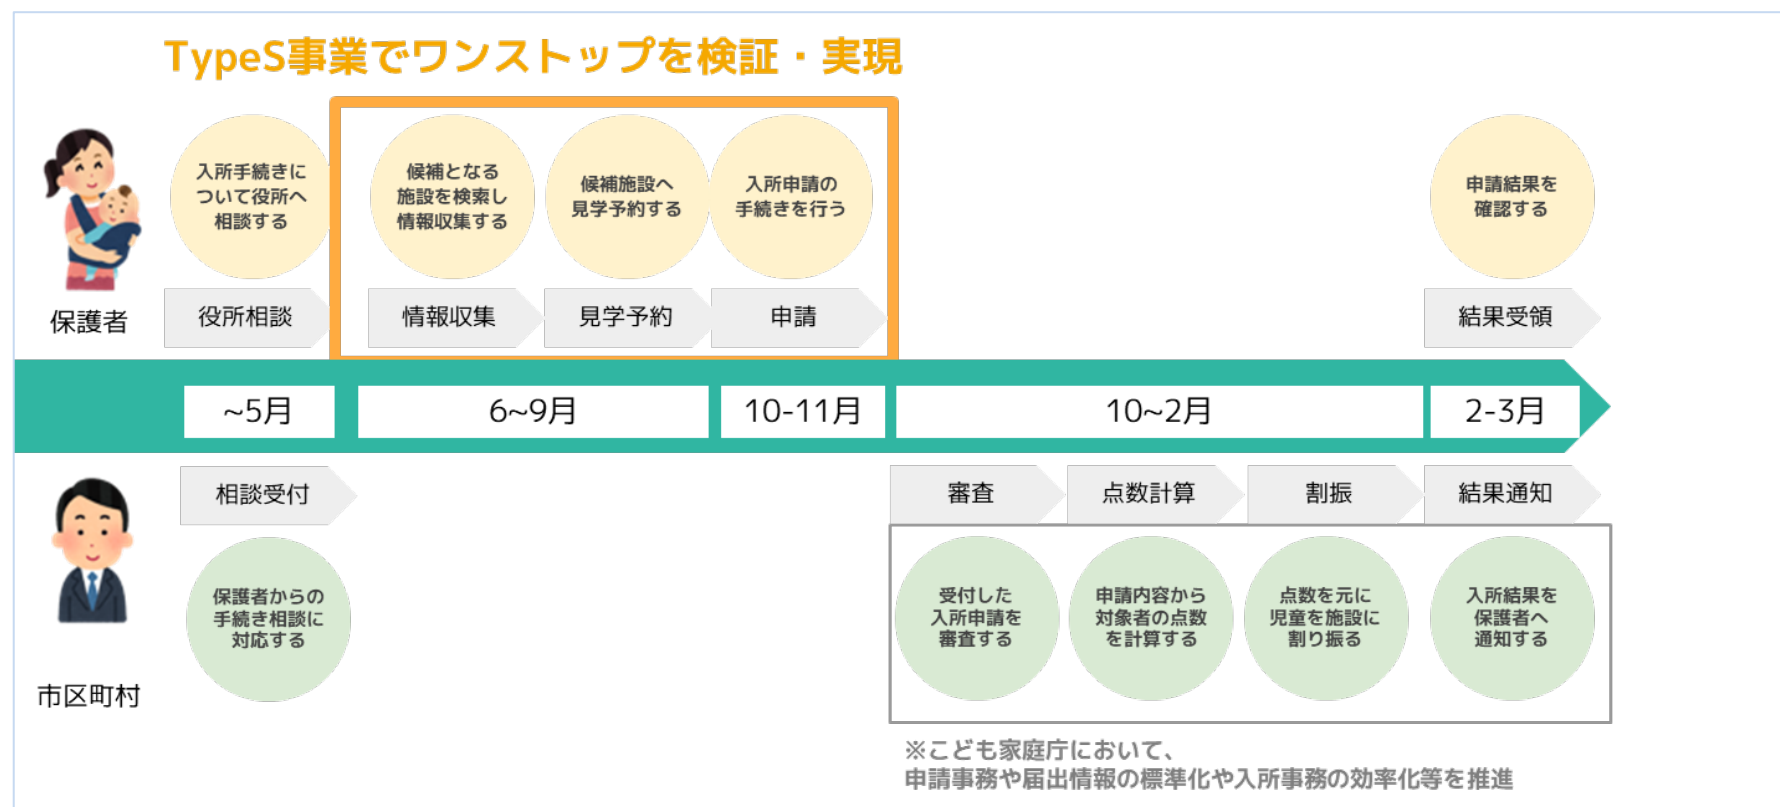 TypeS事業でワンストップを検証・実現
入所手続きに
ついて役所へ
相談する
候補となる
施設を検索し
情報収集する
候補施設へ
見学予約する
入所申請の
手続きを行う
申請結果を
確認する
保護者
役所相談
情報収集
見学予約
申請
結果受領
~5月
6~9月
10-11月
10~2月
2-3月
相談受付
審査
点数計算
割振
結果通知
保護者からの
手続き相談に
対応する
受付した
入所申請を
審査する
申請内容から
対象者の点数
を計算する
点数を元に
児童を施設に
割り振る
入所結果を
保護者へ
通知する
市区町村
※こども家庭庁において、
申請事務や届出情報の標準化や入所事務の効率化等を推進